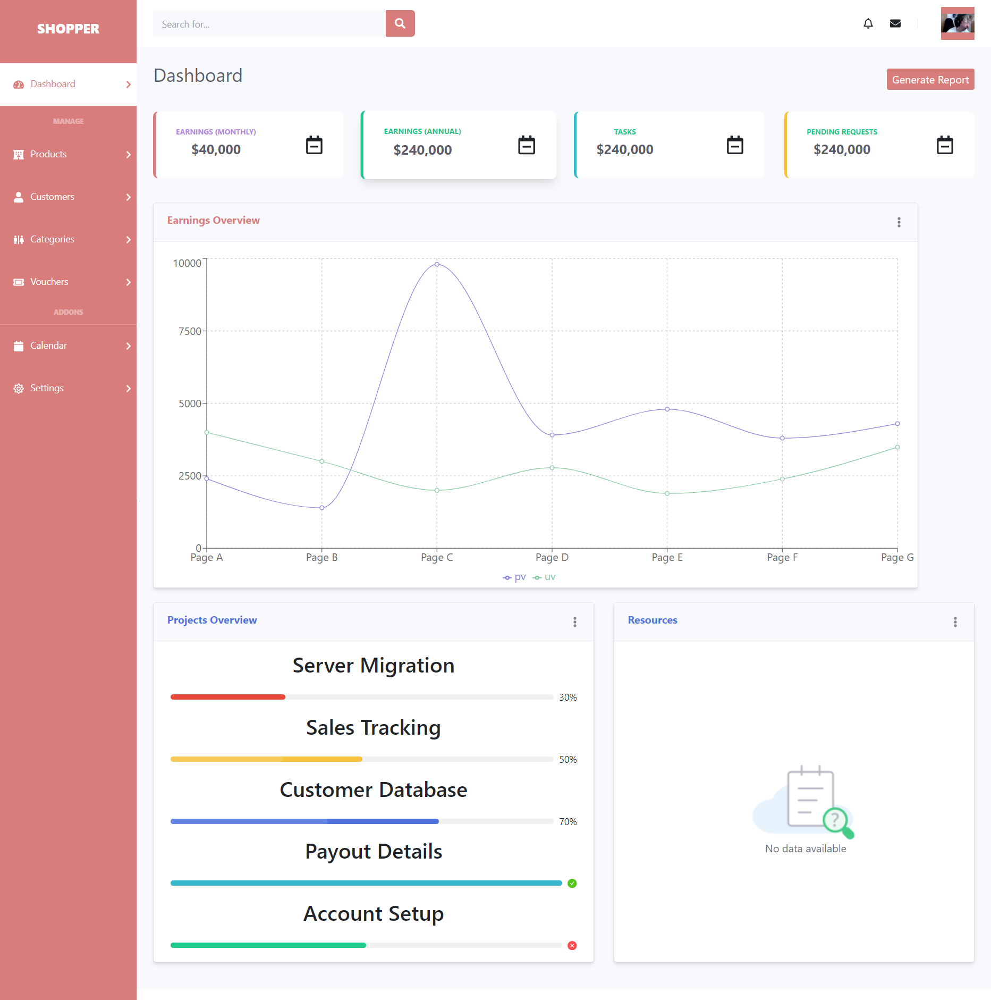 SHOPPER
Search for...
Dashboard
MANAGE
Products
Customers
Categories
Vouchers
ADDONS
Calendar
Settings
Dashboard
Generate Report
EARNINGS (MONTHLY)
$40,000
EARNINGS (ANNUAL)
$240,000
TASKS
$240,000
PENDING REQUESTS
$240,000
Earnings Overview
10000
7500
5000
2500
0
Page A Page B Page C Page D Page E Page F Page G
pv uv
Projects Overview
Server Migration
30%
Sales Tracking
50%
Customer Database
70%
Payout Details
Account Setup
Resources
?
No data available